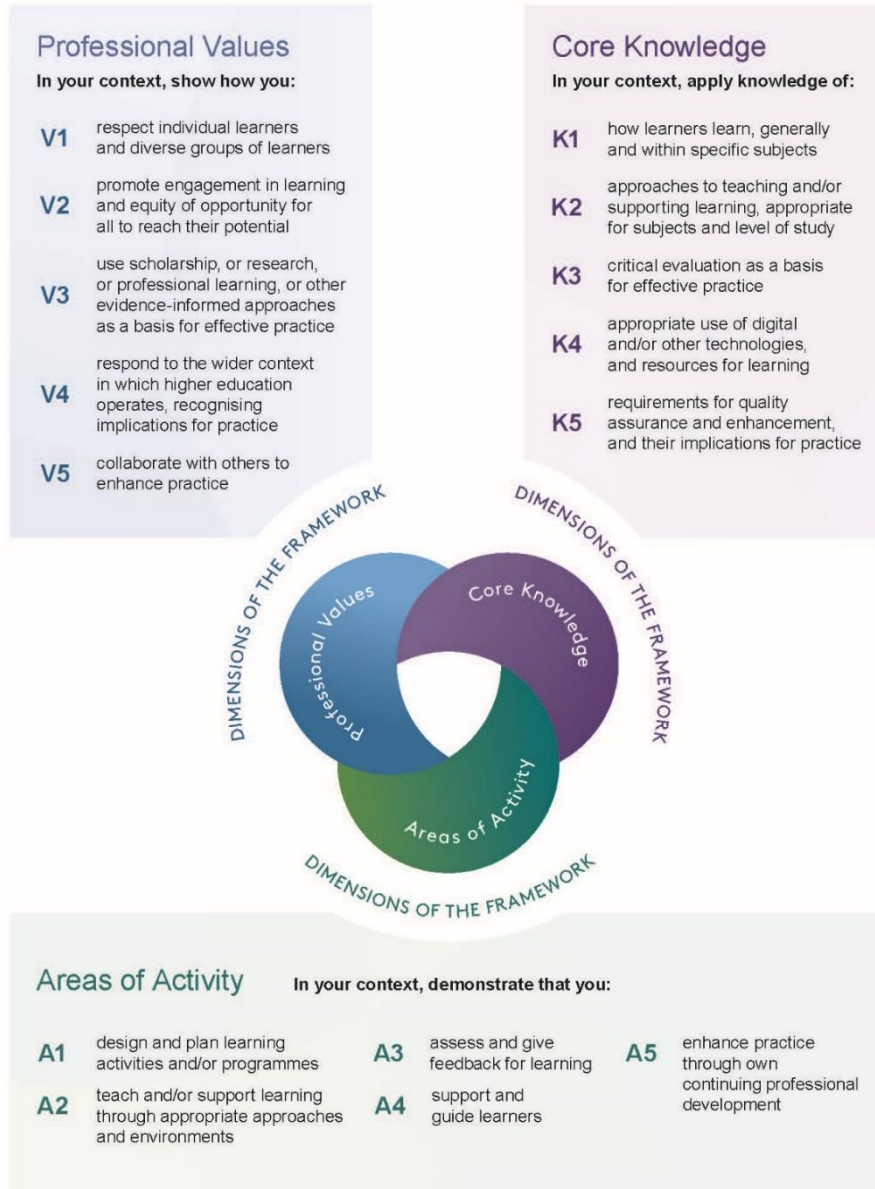 Professional Values
In your context, show how you:
V1 respect individual learners
and diverse groups of learners
V2 promote engagement in learning
and equity of opportunity for
all to reach their potential
V3 use scholarship, or research,
or professional learning, or other
evidence-informed approaches
as a basis for effective practice
V4 respond to the wider context
in which higher education
operates, recognising
implications for practice
V5 collaborate with others to
enhance practice
Core Knowledge
In your context, apply knowledge of:
K1 how learners learn, generally
and within specific subjects
K2 approaches to teaching and/or
supporting learning, appropriate
for subjects and level of study
K3 critical evaluation as a basis
for effective practice
K4 appropriate use of digital
and/or other technologies,
and resources for learning
K5 requirements for quality
assurance and enhancement,
and their implications for practice
DIMENSIONS OF THE FRAMEWORK
DIMENSIONS OF THE FRAMEWORK
Professional Values
Core Knowledge
Areas of Activity
DIMENSIONS OF THE FRAMEWORK
Areas of Activity
In your context, demonstrate that you:
A1 design and plan learning
activities and/or programmes
A2 teach and/or support learning
through appropriate approaches
and environments
A3 assess and give
feedback for learning
A4 support and
guide learners
A5 enhance practice
through own
continuing professional
development